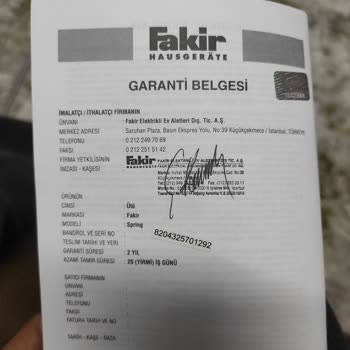 Fakir
HAUSGERÄTE
GARANTİ BELGESİ
İMALATÇI / İTHALATÇI FİRMANIN
ÜNVANI : Fakir Elektrikli Ev Aletleri Dış. Tic. A.Ş.
MERKEZ ADRESİ : Saruhan Plaza, Basın Ekspres Yolu, No:39 Küçükçekmece / İstanbul, TÜRKİYE
TELEFONU : 0 212 249 70 69
FAKSI : 0 212 251 51 42
FİRMA YETKİLİSİNİN
İMZASI - KAŞESİ : Fakir
ÜRÜNÜN
CİNSİ : Ütü
MARKASI : Fakir
MODELİ : Spring
BANDROL VE SERİ NO : 8204325701292
TESLİM TARİHİ VE YERİ :
GARANTİ SÜRESİ : 2 YIL
AZAMİ TAMİR SÜRESİ : 20 (YİRMİ) İŞ GÜNÜ
SATICI FİRMANIN
ÜNVANI :
ADRESİ :
TELEFONU :
FAKSI :
FATURA TARİH VE NO :
TARİH - KAŞE - İMZA :